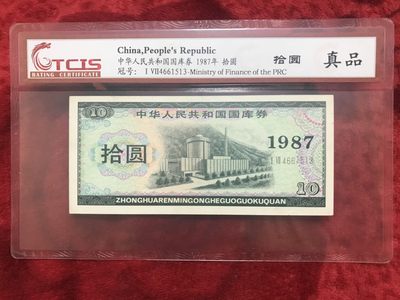 TCIS
RATING CERTIFICATE
China,People's Republic
中华人民共和国国库券 1987年 拾圆
冠号: I VII4661513-Ministry of Finance of the PRC
拾圆 真品
10
中华人民共和国国库券
1987
I VII 4661513
拾圆
10
ZHONGHUARENMINGONGHEGUOGUOKUQUAN